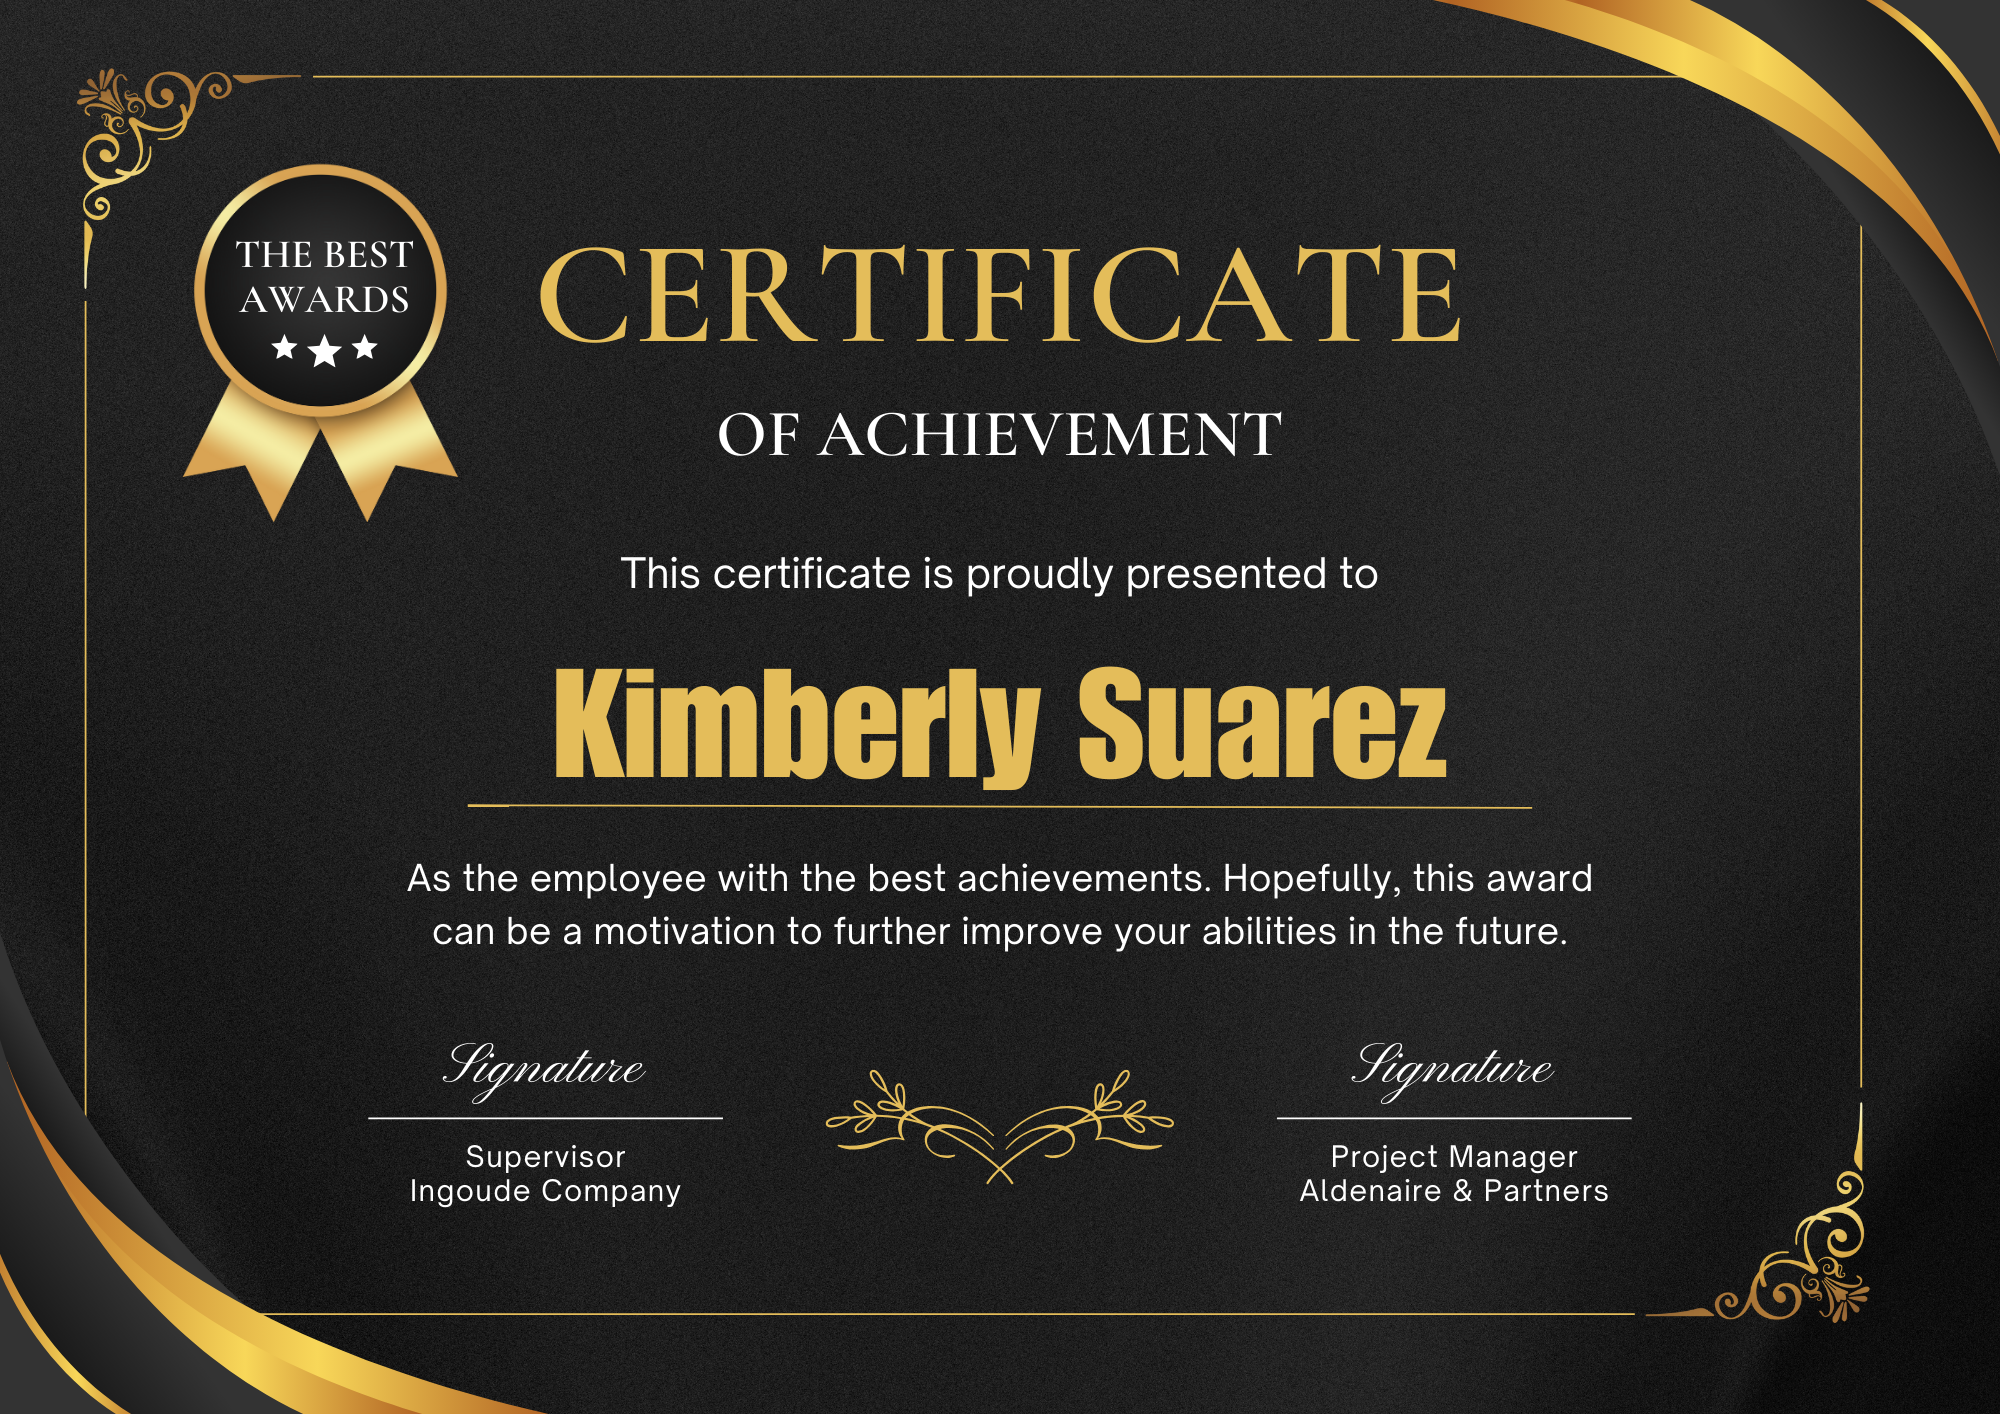 THE BEST
AWARDS
CERTIFICATE
OF ACHIEVEMENT
This certificate is proudly presented to
Kimberly Suarez
As the employee with the best achievements. Hopefully, this award
can be a motivation to further improve your abilities in the future.
Signature
Supervisor
Ingoude Company
Signature
Project Manager
Aldenaire & Partners